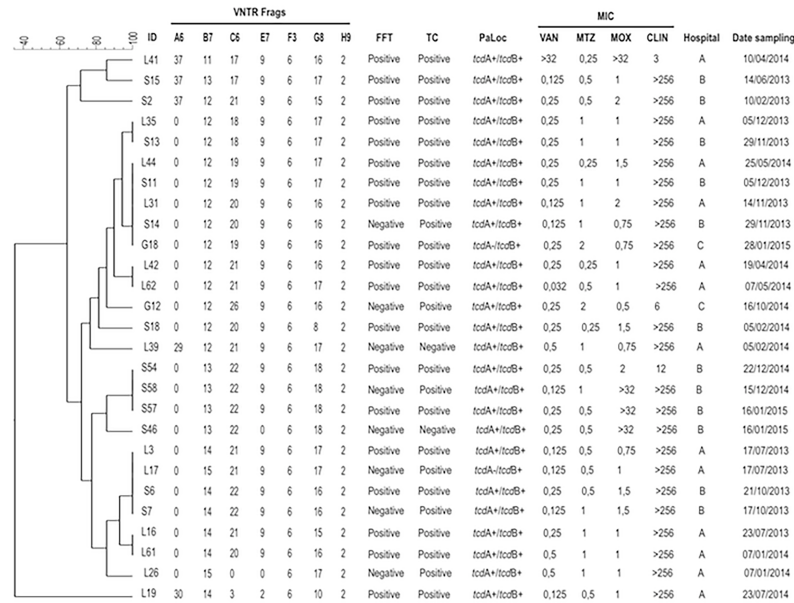 VNTR Frags
MIC
40 60 80 100 ID A6 B7 C6 E7 F3 G8 H9 FFT TC PaLoc VAN MTZ MOX CLIN Hospital Date sampling
L41 37 11 17 9 6 16 2 Positive Positive tcdA+/tcdB+ >32 0,25 >32 3 A 10/04/2014
S15 37 13 17 9 6 17 2 Positive Positive tcdA+/tcdB+ 0,125 0,5 1 >256 B 14/06/2013
S2 37 12 21 9 6 15 2 Positive Positive tcdA+/tcdB+ 0,25 0,5 2 >256 B 10/02/2013
L35 0 12 18 9 6 17 2 Positive Positive tcdA+/tcdB+ 0,25 1 1 >256 A 05/12/2013
S13 0 12 18 9 6 17 2 Positive Positive tcdA+/tcdB+ 0,25 1 1 >256 B 29/11/2013
L44 0 12 19 9 6 17 2 Positive Positive tcdA+/tcdB+ 0,25 0,25 1,5 >256 A 25/05/2014
S11 0 12 19 9 6 17 2 Positive Positive tcdA+/tcdB+ 0,25 1 1 >256 B 05/12/2013
L31 0 12 20 9 6 16 2 Positive Positive tcdA+/tcdB+ 0,125 1 2 >256 A 14/11/2013
S14 0 12 20 9 6 16 2 Negative Positive tcdA+/tcdB+ 0,125 1 0,75 >256 B 29/11/2013
G18 0 12 19 9 6 16 2 Positive Positive tcdA-/tcdB+ 0,25 2 0,75 >256 C 28/01/2015
L42 0 12 21 9 6 16 2 Positive Positive tcdA+/tcdB+ 0,25 0,25 1 >256 A 19/04/2014
L62 0 12 21 9 6 16 2 Positive Positive tcdA+/tcdB+ 0,032 0,5 1 >256 A 07/05/2014
G12 0 12 26 9 6 16 2 Negative Positive tcdA+/tcdB+ 0,25 2 0,5 6 C 16/10/2014
S18 0 12 20 9 6 8 2 Positive Positive tcdA+/tcdB+ 0,25 0,25 1,5 >256 B 05/02/2014
L39 29 12 21 9 6 17 2 Negative Negative tcdA+/tcdB+ 0,5 1 0,75 >256 A 05/02/2014
S54 0 13 22 9 6 18 2 Positive Positive tcdA+/tcdB+ 0,25 0,5 2 12 B 22/12/2014
S58 0 13 22 9 6 18 2 Negative Positive tcdA+/tcdB+ 0,125 1 >32 >256 B 15/12/2014
S57 0 13 22 9 6 18 2 Positive Positive tcdA+/tcdB+ 0,25 0,5 >32 >256 B 16/01/2015
S46 0 13 22 0 6 18 2 Negative Negative tcdA+/tcdB+ 0,25 0,5 >32 >256 B 16/01/2015
L3 0 14 21 9 6 17 2 Positive Positive tcdA+/tcdB+ 0,125 0,5 0,75 >256 A 17/07/2013
L17 0 15 21 9 6 17 2 Negative Positive tcdA-/tcdB+ 0,125 0,5 1 >256 A 17/07/2013
S6 0 14 22 9 6 16 2 Positive Positive tcdA+/tcdB+ 0,25 0,5 1,5 >256 B 21/10/2013
S7 0 14 22 9 6 16 2 Negative Positive tcdA+/tcdB+ 0,125 1 1,5 >256 B 17/10/2013
L16 0 14 21 9 6 15 2 Positive Positive tcdA+/tcdB+ 0,25 1 1 >256 A 23/07/2013
L61 0 14 20 9 6 16 2 Positive Positive tcdA+/tcdB+ 0,5 1 1 >256 A 07/01/2014
L26 0 15 0 0 6 17 2 Negative Positive tcdA+/tcdB+ 0,5 1 1 >256 A 07/01/2014
L19 30 14 3 2 6 10 2 Positive Positive tcdA+/tcdB+ 0,125 0,5 1 >256 A 23/07/2014